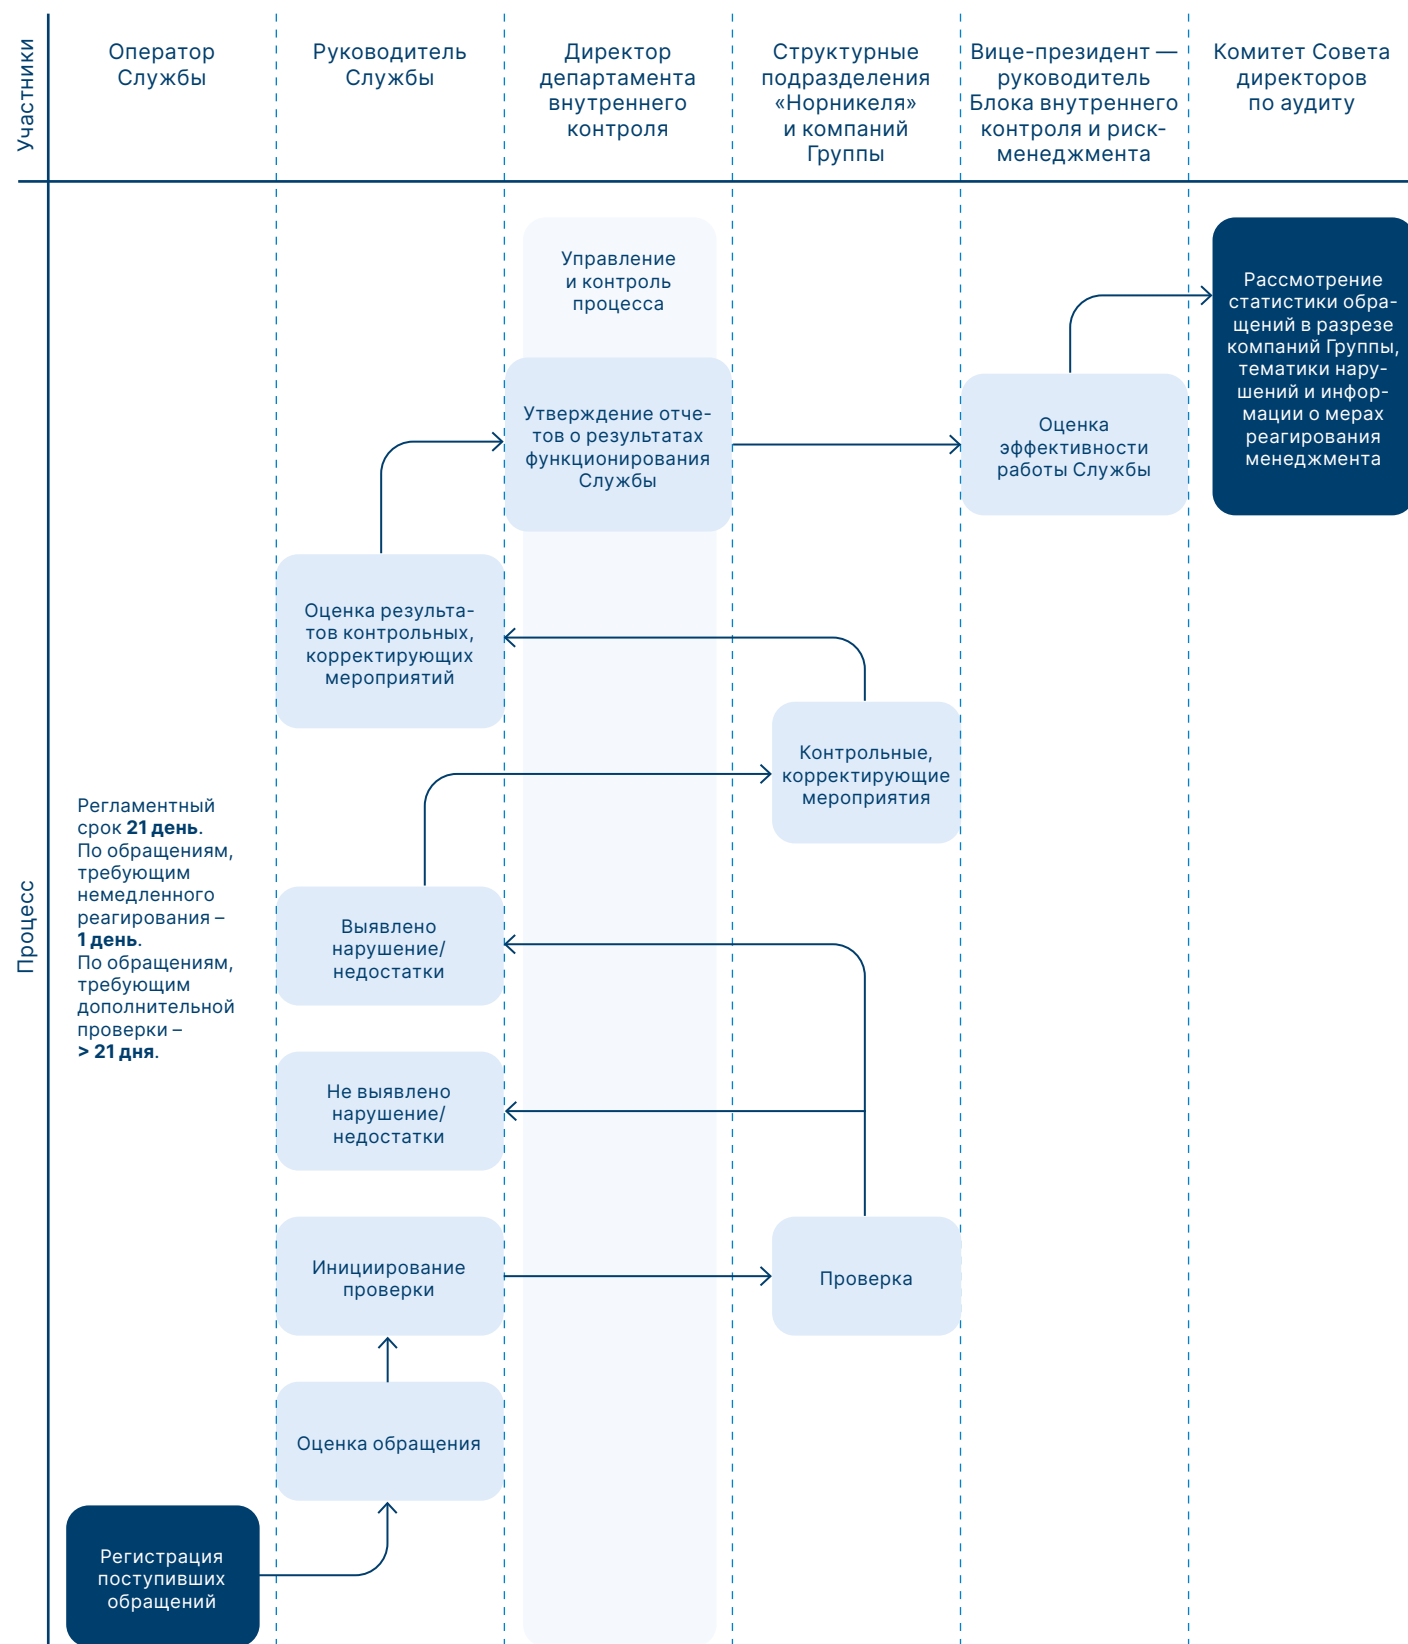 Участники
Оператор
Службы
Руководитель
Службы
Директор
департамента
внутреннего
контроля
Структурные
подразделения
«Норникеля»
и компаний
Группы
Вице-президент —
руководитель
Блока внутреннего
контроля и риск-
менеджмента
Комитет Совета
директоров
по аудиту
Процесс
Управление
и контроль
процесса
Рассмотрение
статистики обра-
щений в разрезе
компаний Группы,
тематики нару-
шений и инфор-
мации о мерах
реагирования
менеджмента
Утверждение отче-
тов о результатах
функционирования
Службы
Оценка
эффективности
работы Службы
Оценка результа-
тов контрольных,
корректирующих
мероприятий
Контрольные,
корректирующие
мероприятия
Регламентный
срок 21 день.
По обращениям,
требующим
немедленного
реагирования –
1 день.
По обращениям,
требующим
дополнительной
проверки –
> 21 дня.
Выявлено
нарушение/
недостатки
Не выявлено
нарушение/
недостатки
Инициирование
проверки
Проверка
Оценка обращения
Регистрация
поступивших
обращений